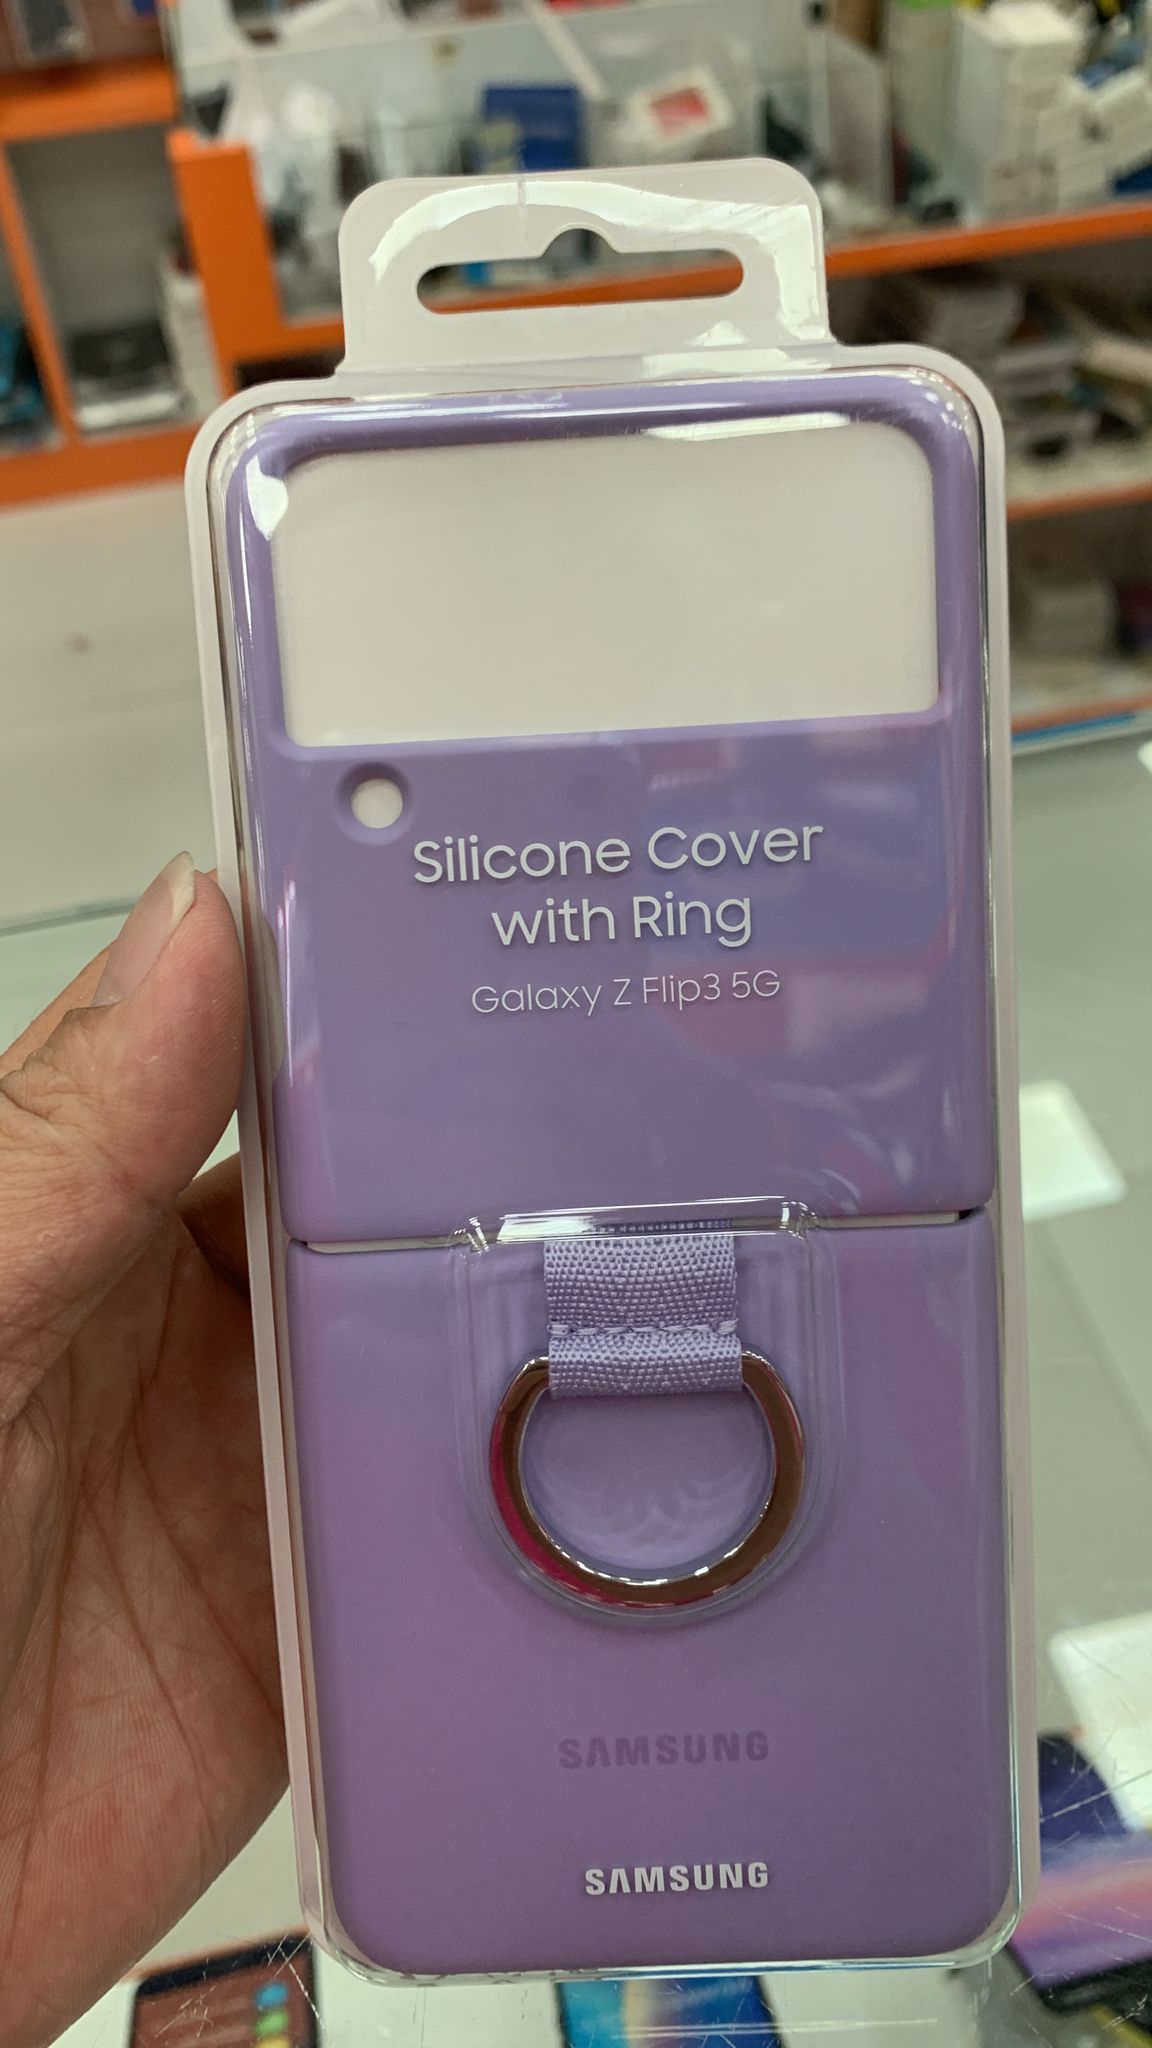 Silicone Cover
with Ring
Galaxy Z Flip3 5G
SAMSUNG
SAMSUNG